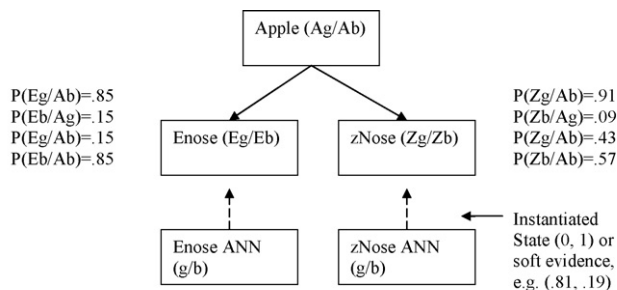 Apple (Ag/Ab)
P(Eg/Ab)=.85
P(Eb/Ag)=.15
P(Eg/Ab)=.15
P(Eb/Ab)=.85
Enose (Eg/Eb)
zNose (Zg/Zb)
P(Zg/Ab)=.91
P(Zb/Ag)=.09
P(Zg/Ab)=.43
P(Zb/Ab)=.57
Enose ANN
(g/b)
zNose ANN
(g/b)
Instantiated
State (0, 1) or
soft evidence,
e.g. (.81, .19)